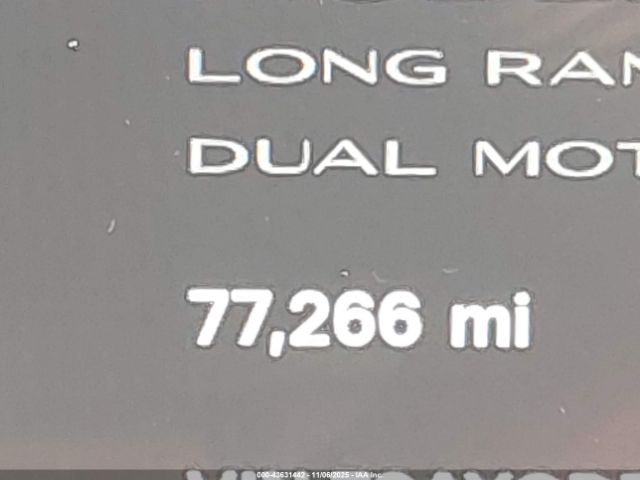 LONG RAN
DUAL MOT
77,266 mi
000-43631442 - 11/06/2025 - IAA Inc.